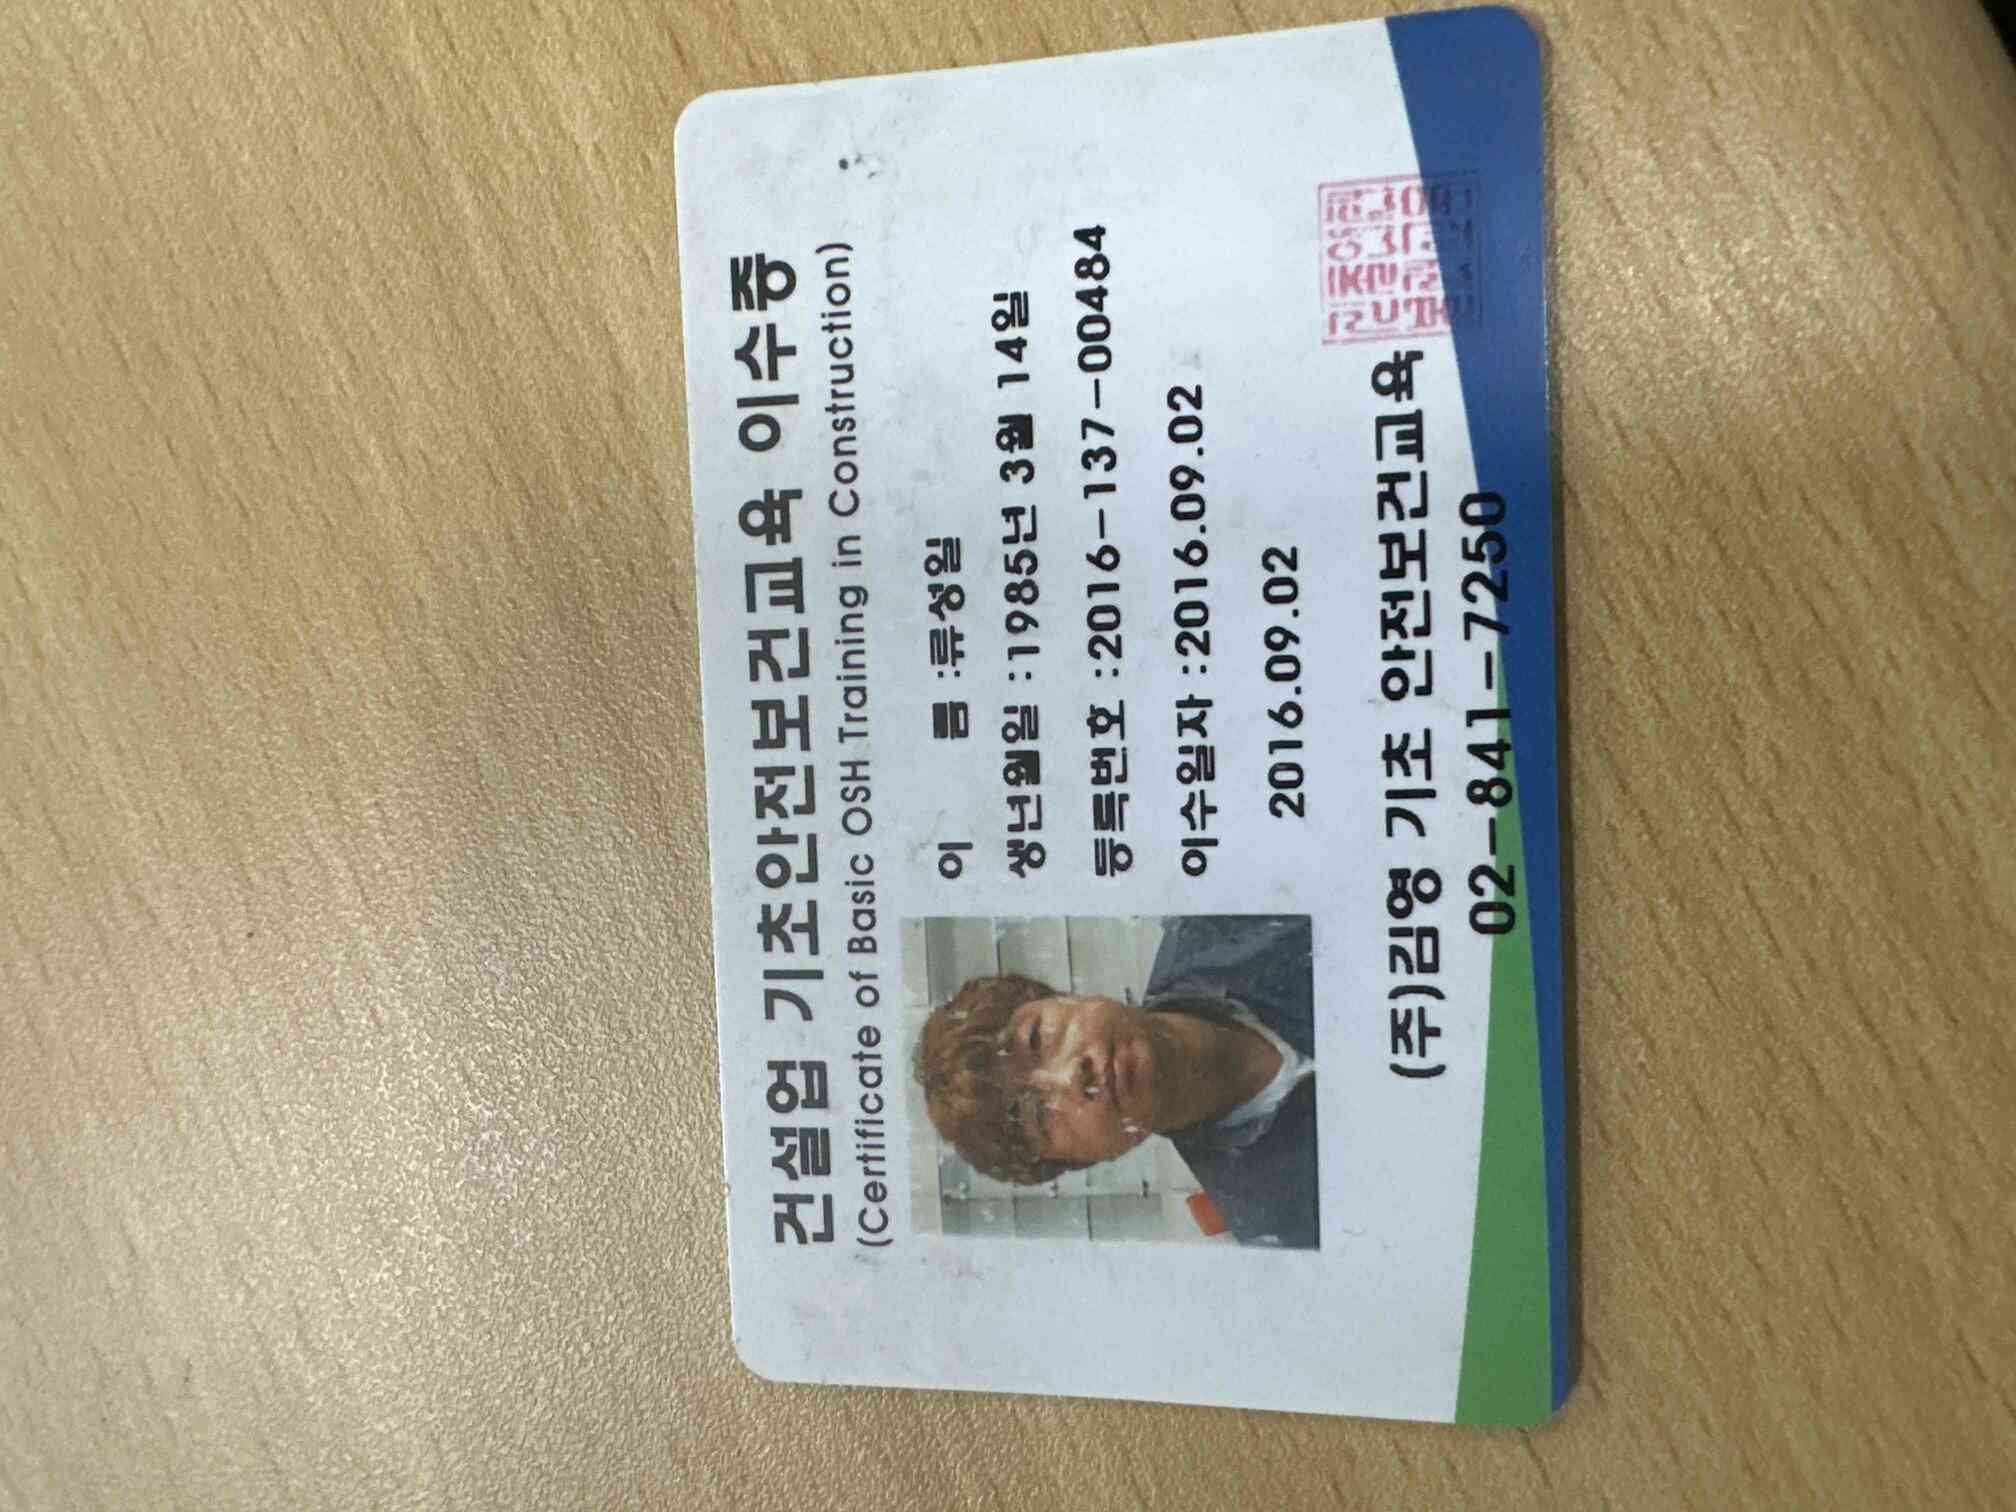 건설업 기초안전보건교육 이수증
(Certificate of Basic OSH Training in Construction)
이 름 :류성일
생년월일 :1985년 3월 14일
등록번호 :2016-137-00484
이수일자 :2016.09.02
2016.09.02
(주)김영 기초 안전보건교육
02-841-7250